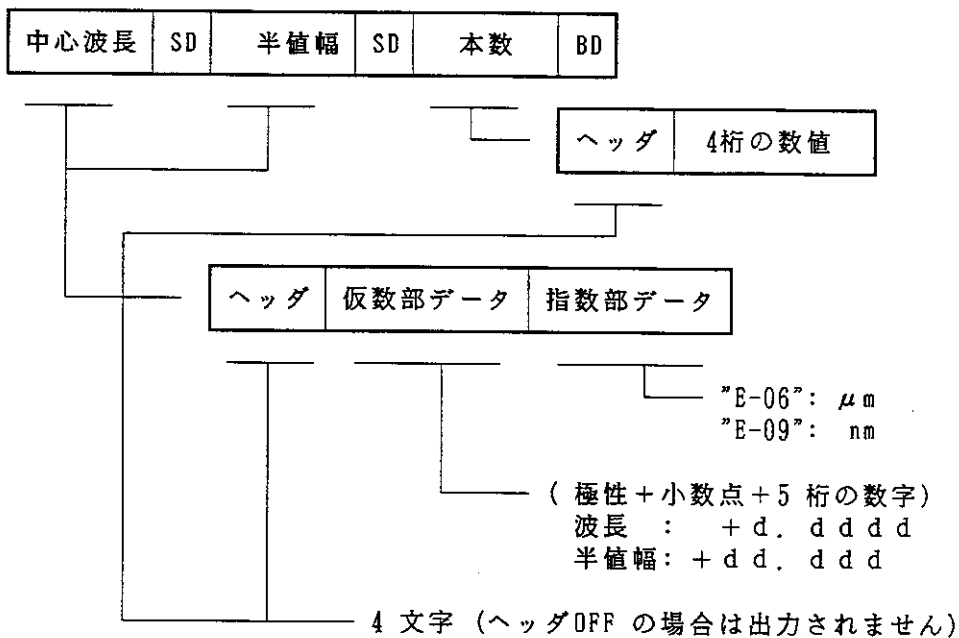 中心波長 SD 半値幅 SD 本数 BD
ヘッダ 4桁の数値
ヘッダ 仮数部データ 指数部データ
"E-06": μm
"E-09": nm
( 極性+小数点+5 桁の数字)
波長 : +d. dddd
半値幅: +dd. ddd
4 文字 (ヘッダOFF の場合は出力されません)